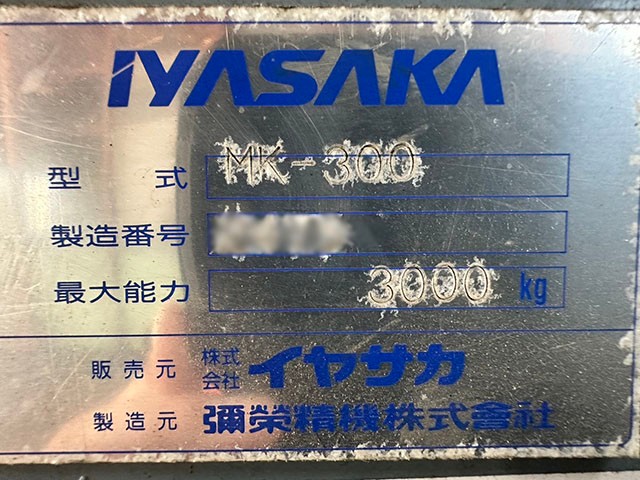 IYASAKA
型式 MK-300
製造番号
最大能力 3000 kg
販売元 株式会社 イヤサカ
製造元 彌榮精機株式會社